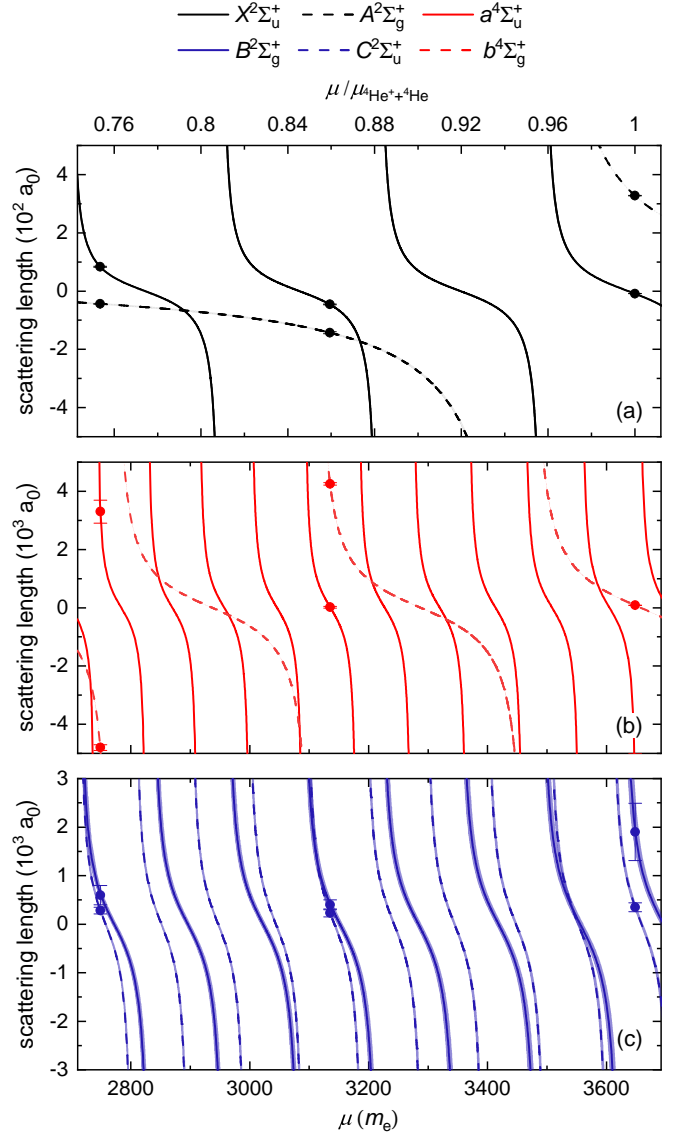 X²Σᵤ⁺ A²Σg⁺ a⁴Σᵤ⁺
B²Σg⁺ C²Σᵤ⁺ b⁴Σg⁺
μ / μ⁴He⁺+⁴He
0.76 0.8 0.84 0.88 0.92 0.96 1
scattering length (10² a₀)
4
2
0
-2
-4
(a)
scattering length (10³ a₀)
4
2
0
-2
-4
(b)
scattering length (10³ a₀)
3
2
1
0
-1
-2
-3
(c)
2800 3000 3200 3400 3600
μ (mₑ)